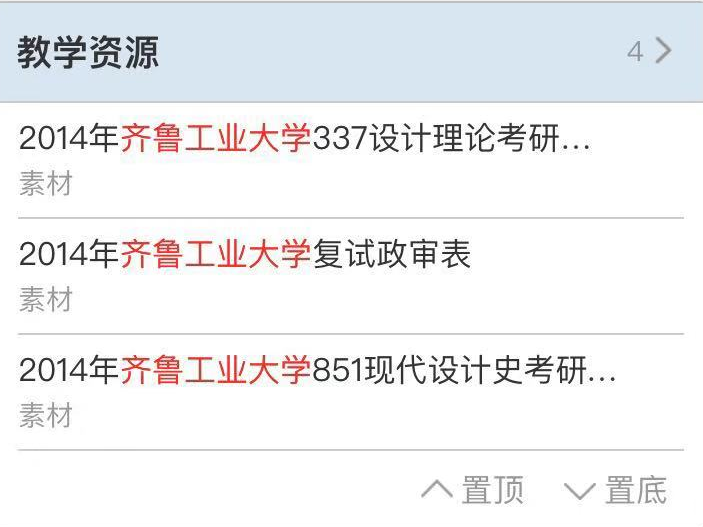 教学资源 4
2014年齐鲁工业大学337设计理论考研...
素材
2014年齐鲁工业大学复试政审表
素材
2014年齐鲁工业大学851现代设计史考研...
素材
置顶 置底